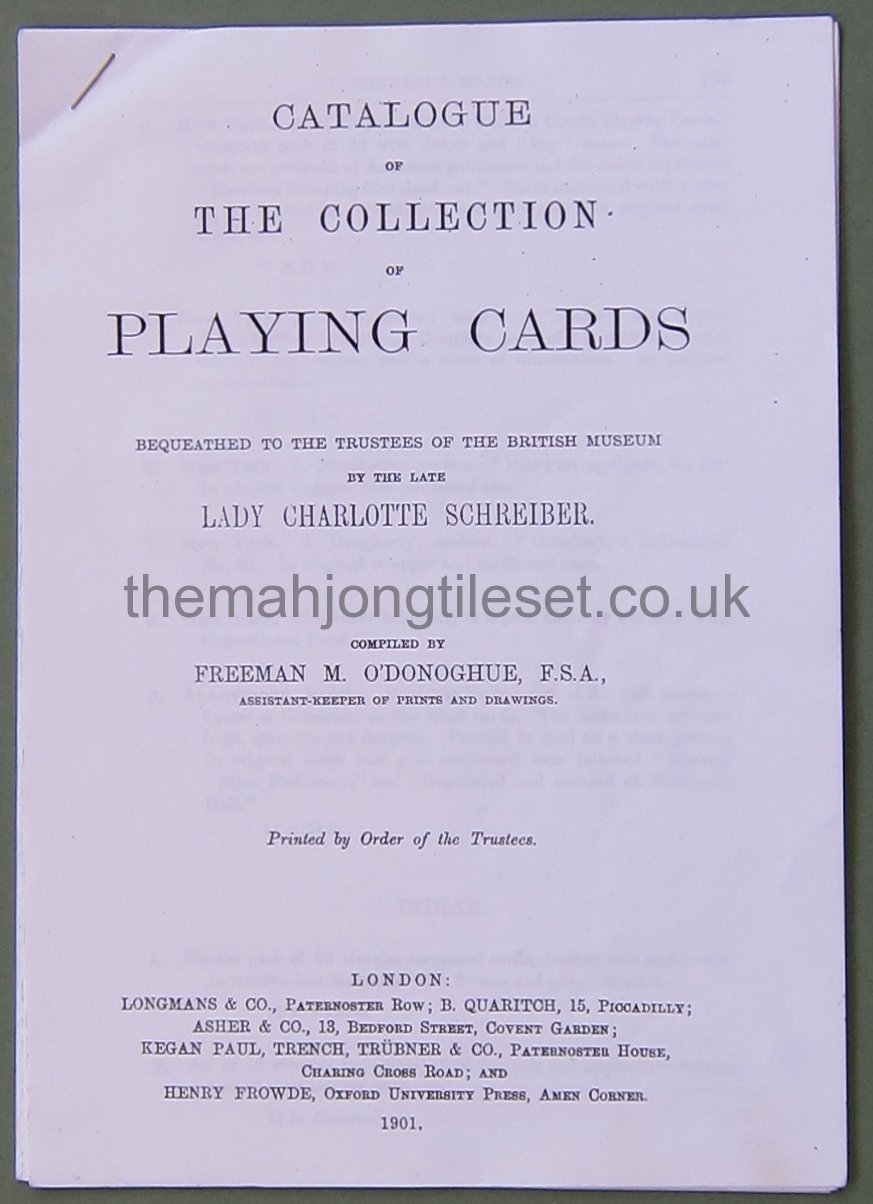 CATALOGUE
OF
THE COLLECTION
OF
PLAYING CARDS
BEQUEATHED TO THE TRUSTEES OF THE BRITISH MUSEUM
BY THE LATE
LADY CHARLOTTE SCHREIBER.
themahjongtileset.co.uk
COMPILED BY
FREEMAN M. O'DONOGHUE, F.S.A.,
ASSISTANT-KEEPER OF PRINTS AND DRAWINGS.
Printed by Order of the Trustees.
INDIAN.
LONDON:
LONGMANS & CO., PATERNOSTER ROW; B. QUARITCH, 15, PICCADILLY;
ASHER & CO., 13, BEDFORD STREET, COVENT GARDEN;
KEGAN PAUL, TRENCH, TRÜBNER & CO., PATERNOSTER HOUSE,
CHARING CROSS ROAD; AND
HENRY FROWDE, OXFORD UNIVERSITY PRESS, AMEN CORNER.
1901.